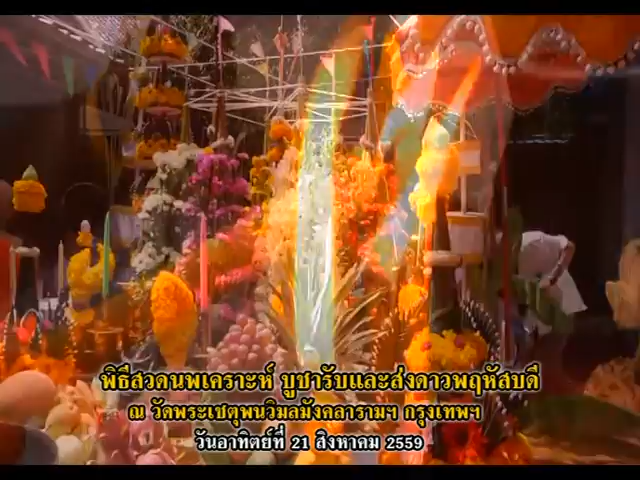 พิธีสวดนพเคราะห์ บูชารับและส่งดาวพฤหัสบดี
ณ วัดพระเชตุพนวิมลมังคลารามฯ กรุงเทพฯ
วันอาทิตย์ที่ 21 สิงหาคม 2559